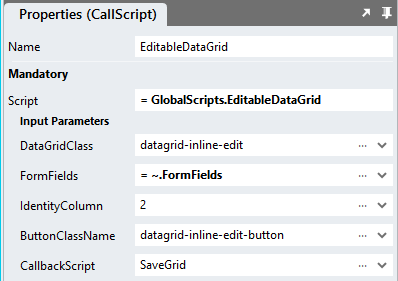 Properties (CallScript)
Name EditableDataGrid
Mandatory
Script = GlobalScripts.EditableDataGrid
Input Parameters
DataGridClass datagrid-inline-edit ...
FormFields = ~.FormFields ...
IdentityColumn 2 ...
ButtonClassName datagrid-inline-edit-button ...
CallbackScript SaveGrid ...